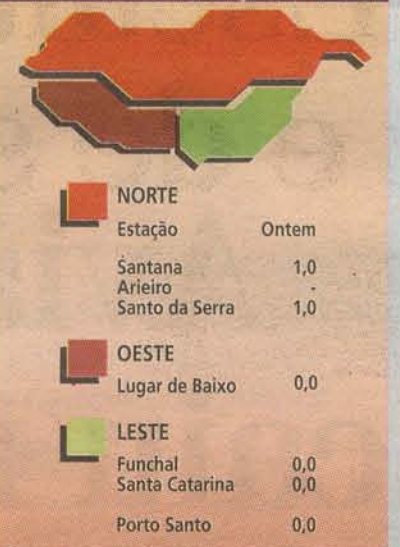 NORTE
Estação Ontem
Santana 1,0
Arieiro -
Santo da Serra 1,0
OESTE
Lugar de Baixo 0,0
LESTE
Funchal 0,0
Santa Catarina 0,0
Porto Santo 0,0